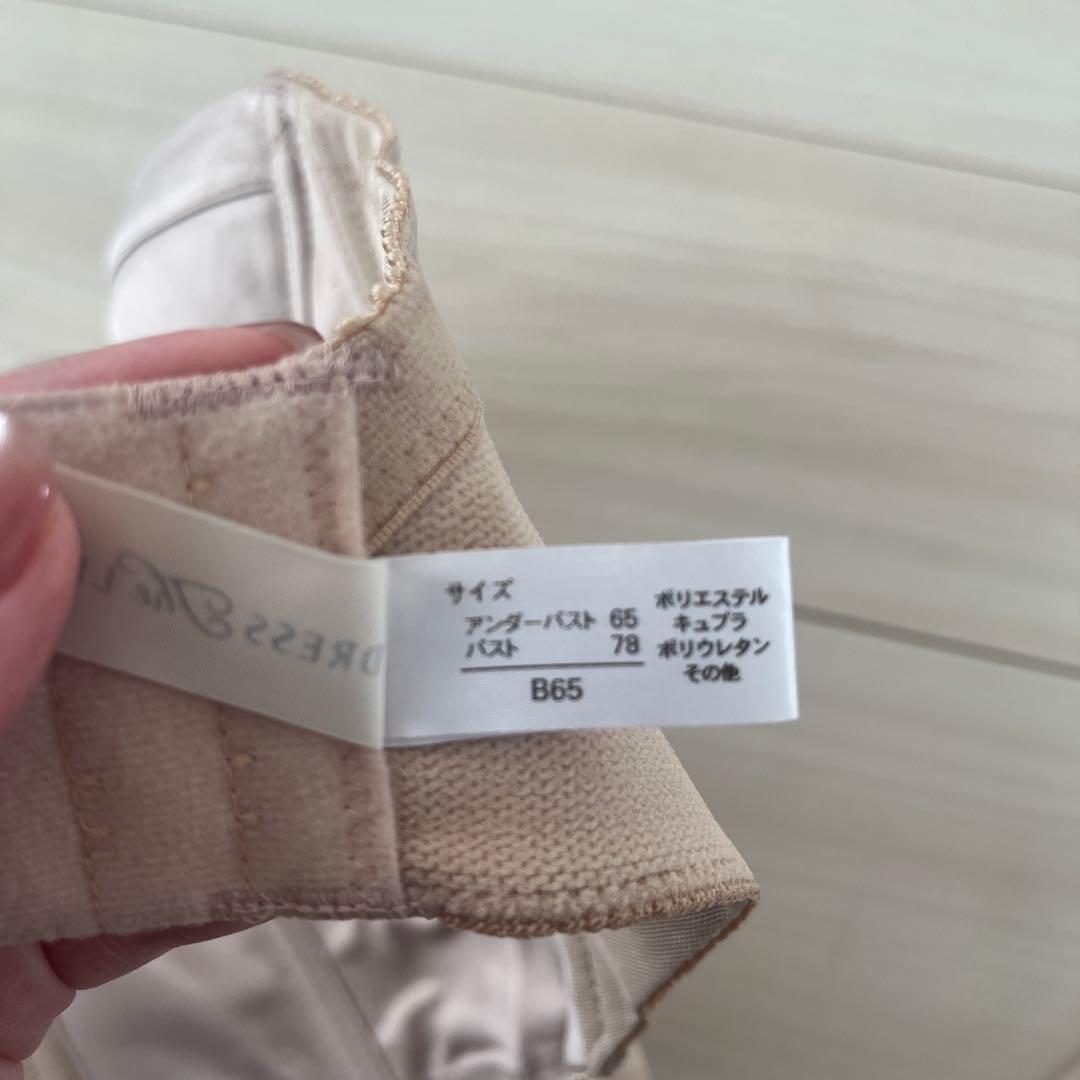 サイズ
アンダーバスト 65
バスト 78
B65
ポリエステル
キュプラ
ポリウレタン
その他
DRESS & The